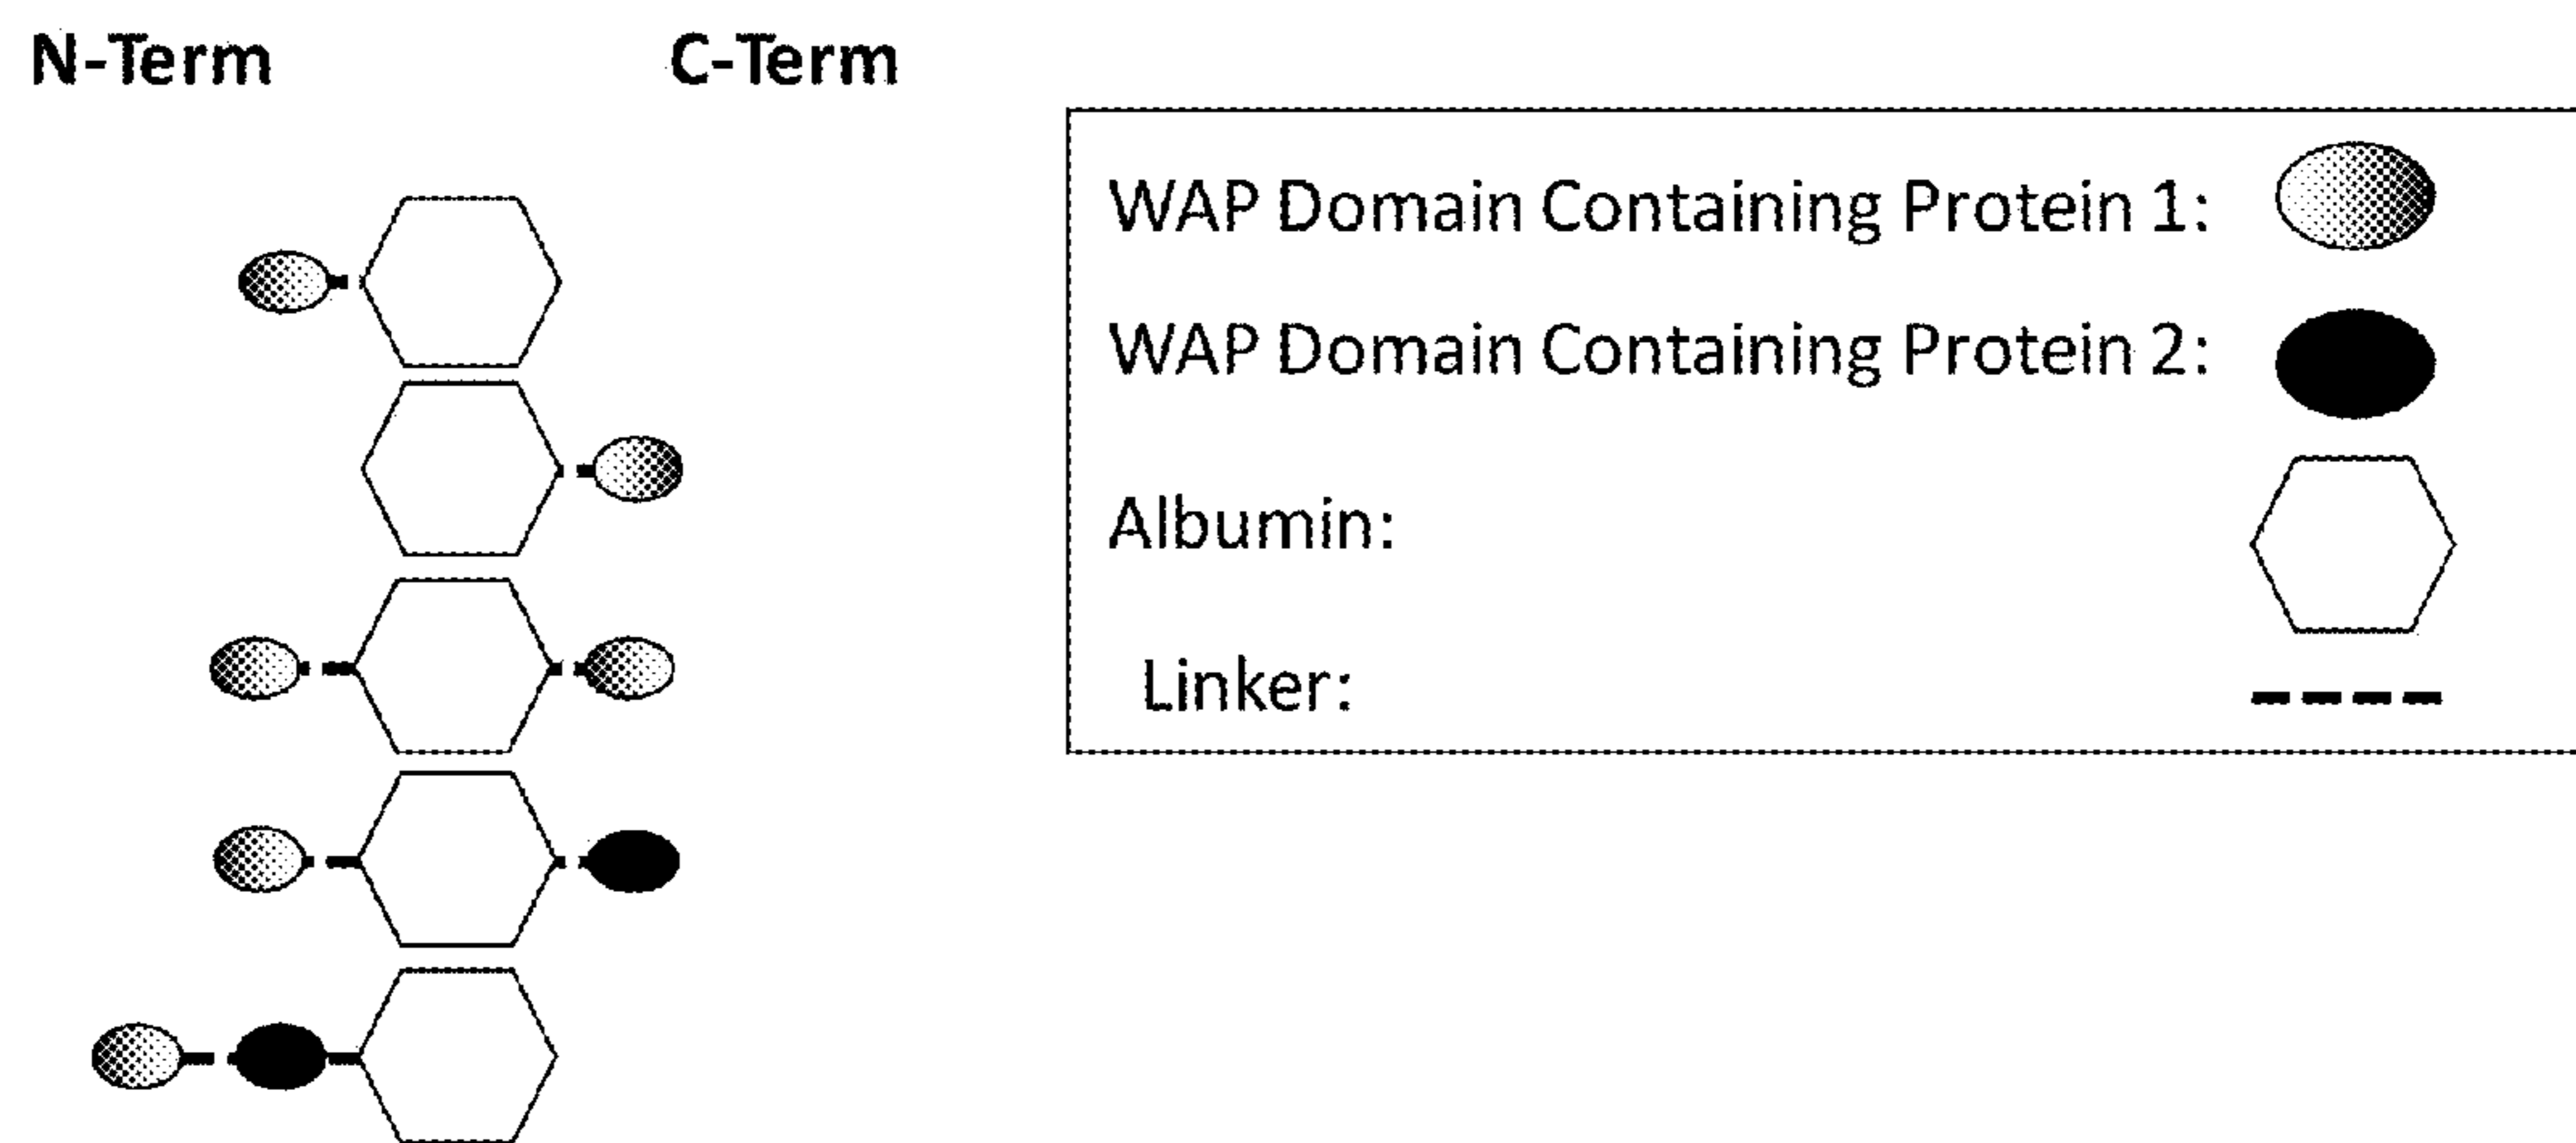 N-Term C-Term
WAP Domain Containing Protein 1:
WAP Domain Containing Protein 2:
Albumin:
Linker: